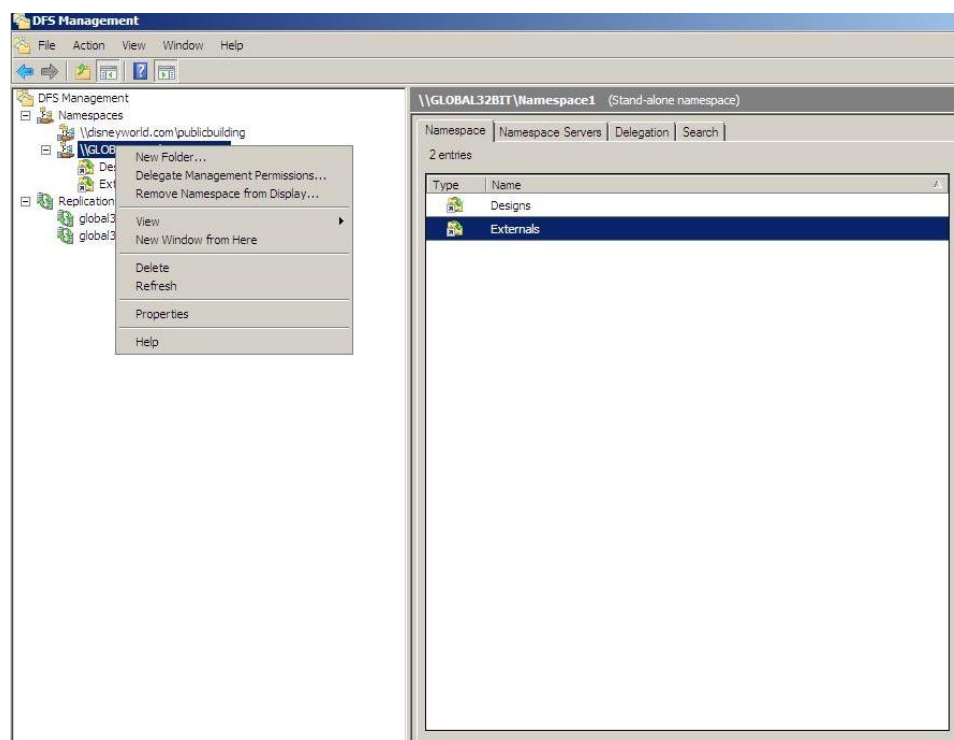 DFS Management
File Action View Window Help
DFS Management
Namespaces
\\disneyworld.com\publicbuilding
\\GLOB
De
Ext
Replication
global3
global3
New Folder...
Delegate Management Permissions...
Remove Namespace from Display...
View
New Window from Here
Delete
Refresh
Properties
Help
\\GLOBAL32BIT\Namespace1 (Stand-alone namespace)
Namespace Namespace Servers Delegation Search
2 entries
Type Name
Designs
Externals